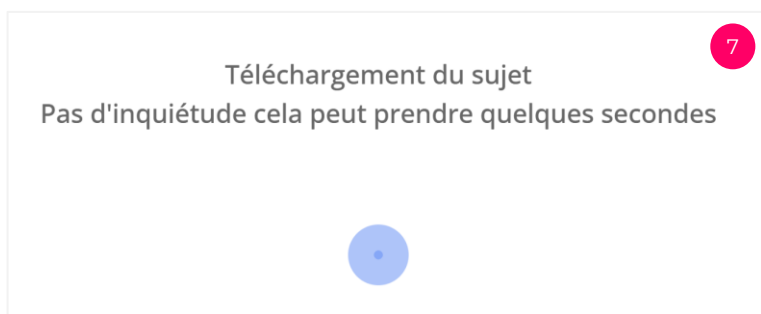 7
Téléchargement du sujet
Pas d'inquiétude cela peut prendre quelques secondes